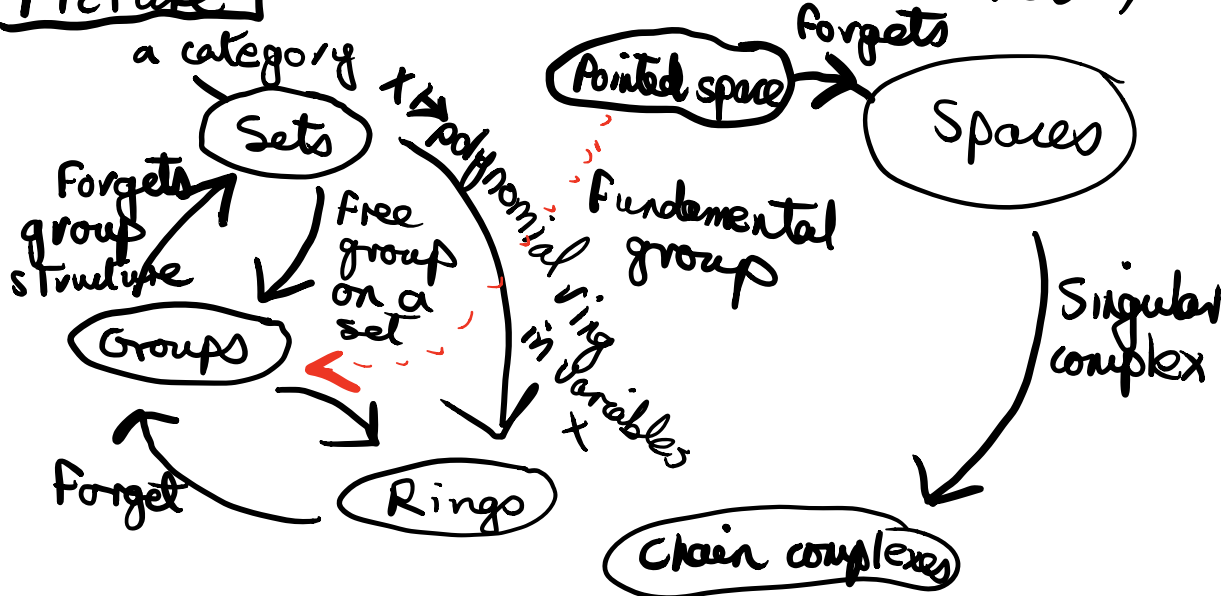 Picture
a category
Sets
Forgets
group
structure
Free
group
on a
set
Groups
Forget
Rings
X ↦ polynomial ring
in variables
X
Pointed space
Forgets
Spaces
Fundamental
group
Singular
complex
Chain complexes